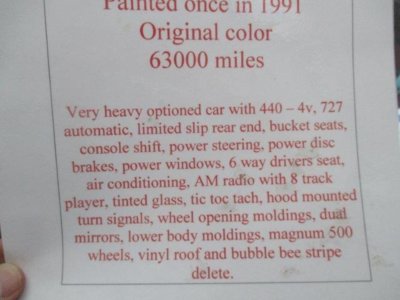 Painted once in 1991
Original color
63000 miles
Very heavy optioned car with 440 – 4v, 727
automatic, limited slip rear end, bucket seats,
console shift, power steering, power disc
brakes, power windows, 6 way drivers seat,
air conditioning, AM radio with 8 track
player, tinted glass, tic toc tach, hood mounted
turn signals, wheel opening moldings, dual
mirrors, lower body moldings, magnum 500
wheels, vinyl roof and bubble bee stripe
delete.